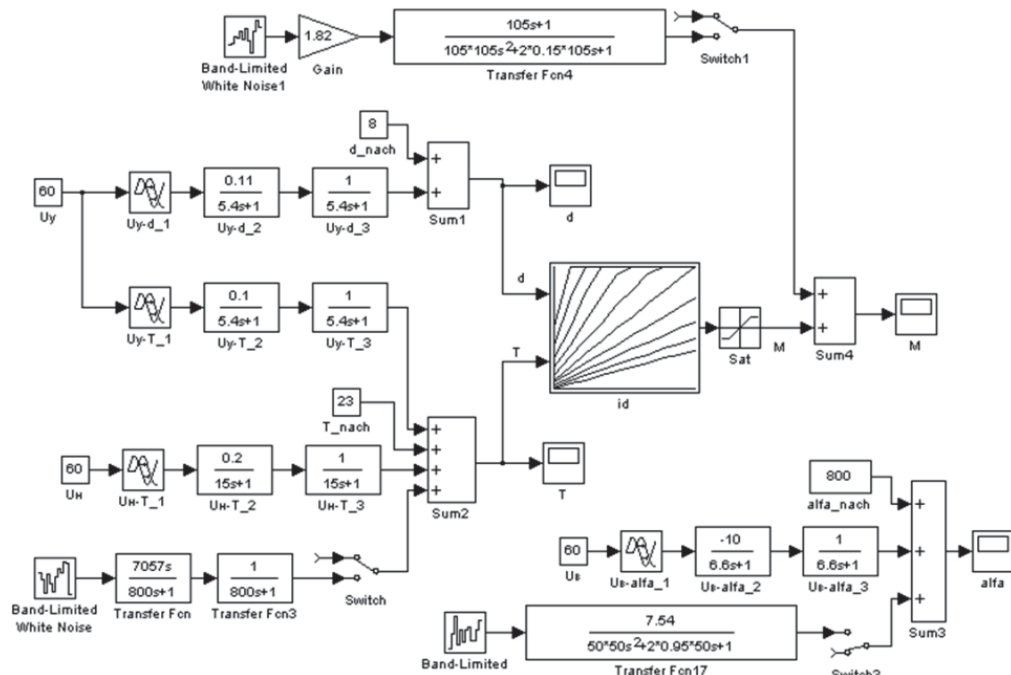 105s+1
105*105s²+2*0.15*105s+1
1.82
Band-Limited
White Noise1
Gain
Transfer Fcn4
Switch1
8
d_nach
60
Uy
0.11
5.4s+1
1
5.4s+1
Uy-d_1
Uy-d_2
Uy-d_3
+
+
Sum1
d
0.1
5.4s+1
1
5.4s+1
Uy-T_1
Uy-T_2
Uy-T_3
d
T
id
Sat
M
+
+
Sum4
M
23
T_nach
60
Uн
0.2
15s+1
1
15s+1
Uн-T_1
Uн-T_2
Uн-T_3
+
+
+
+
Sum2
T
7057s
800s+1
1
800s+1
Band-Limited
White Noise
Transfer Fcn
Transfer Fcn3
Switch
800
alfa_nach
60
Uв
-10
6.6s+1
1
6.6s+1
Uв-alfa_1
Uв-alfa_2
Uв-alfa_3
+
+
+
Sum3
alfa
7.54
50*50s²+2*0.95*50s+1
Band-Limited
Transfer Fcn17